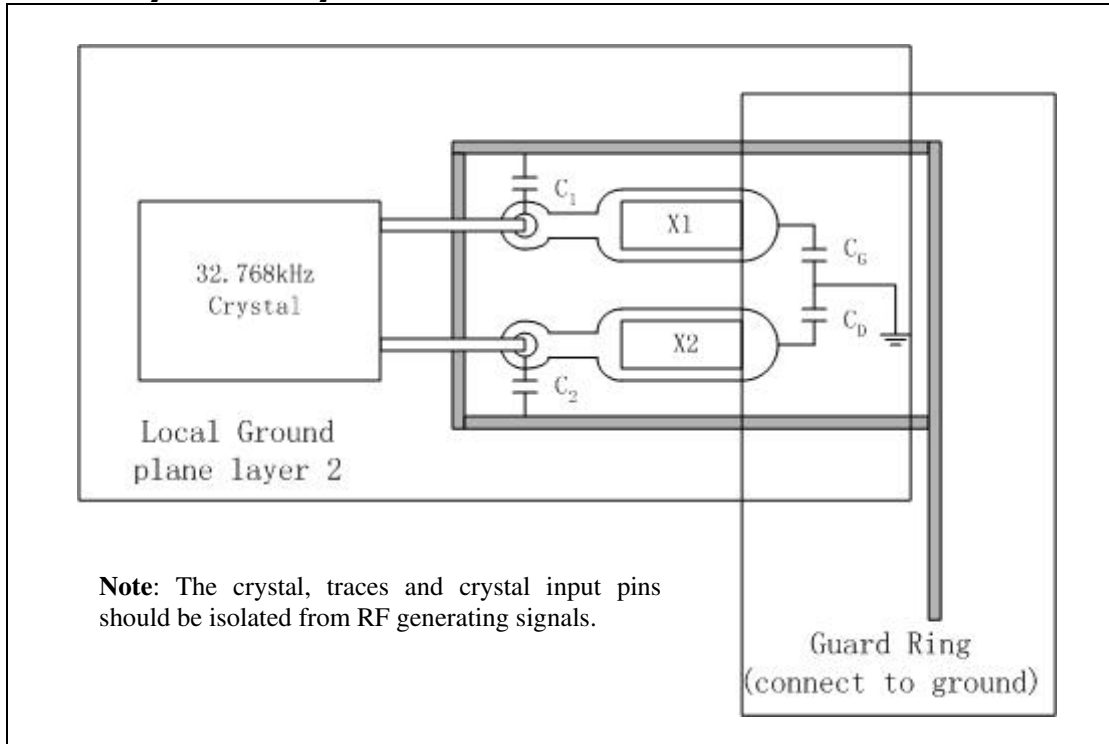 C1
X1
CG
32.768kHz
Crystal
CD
X2
C2
Local Ground
plane layer 2
Note: The crystal, traces and crystal input pins
should be isolated from RF generating signals.
Guard Ring
(connect to ground)